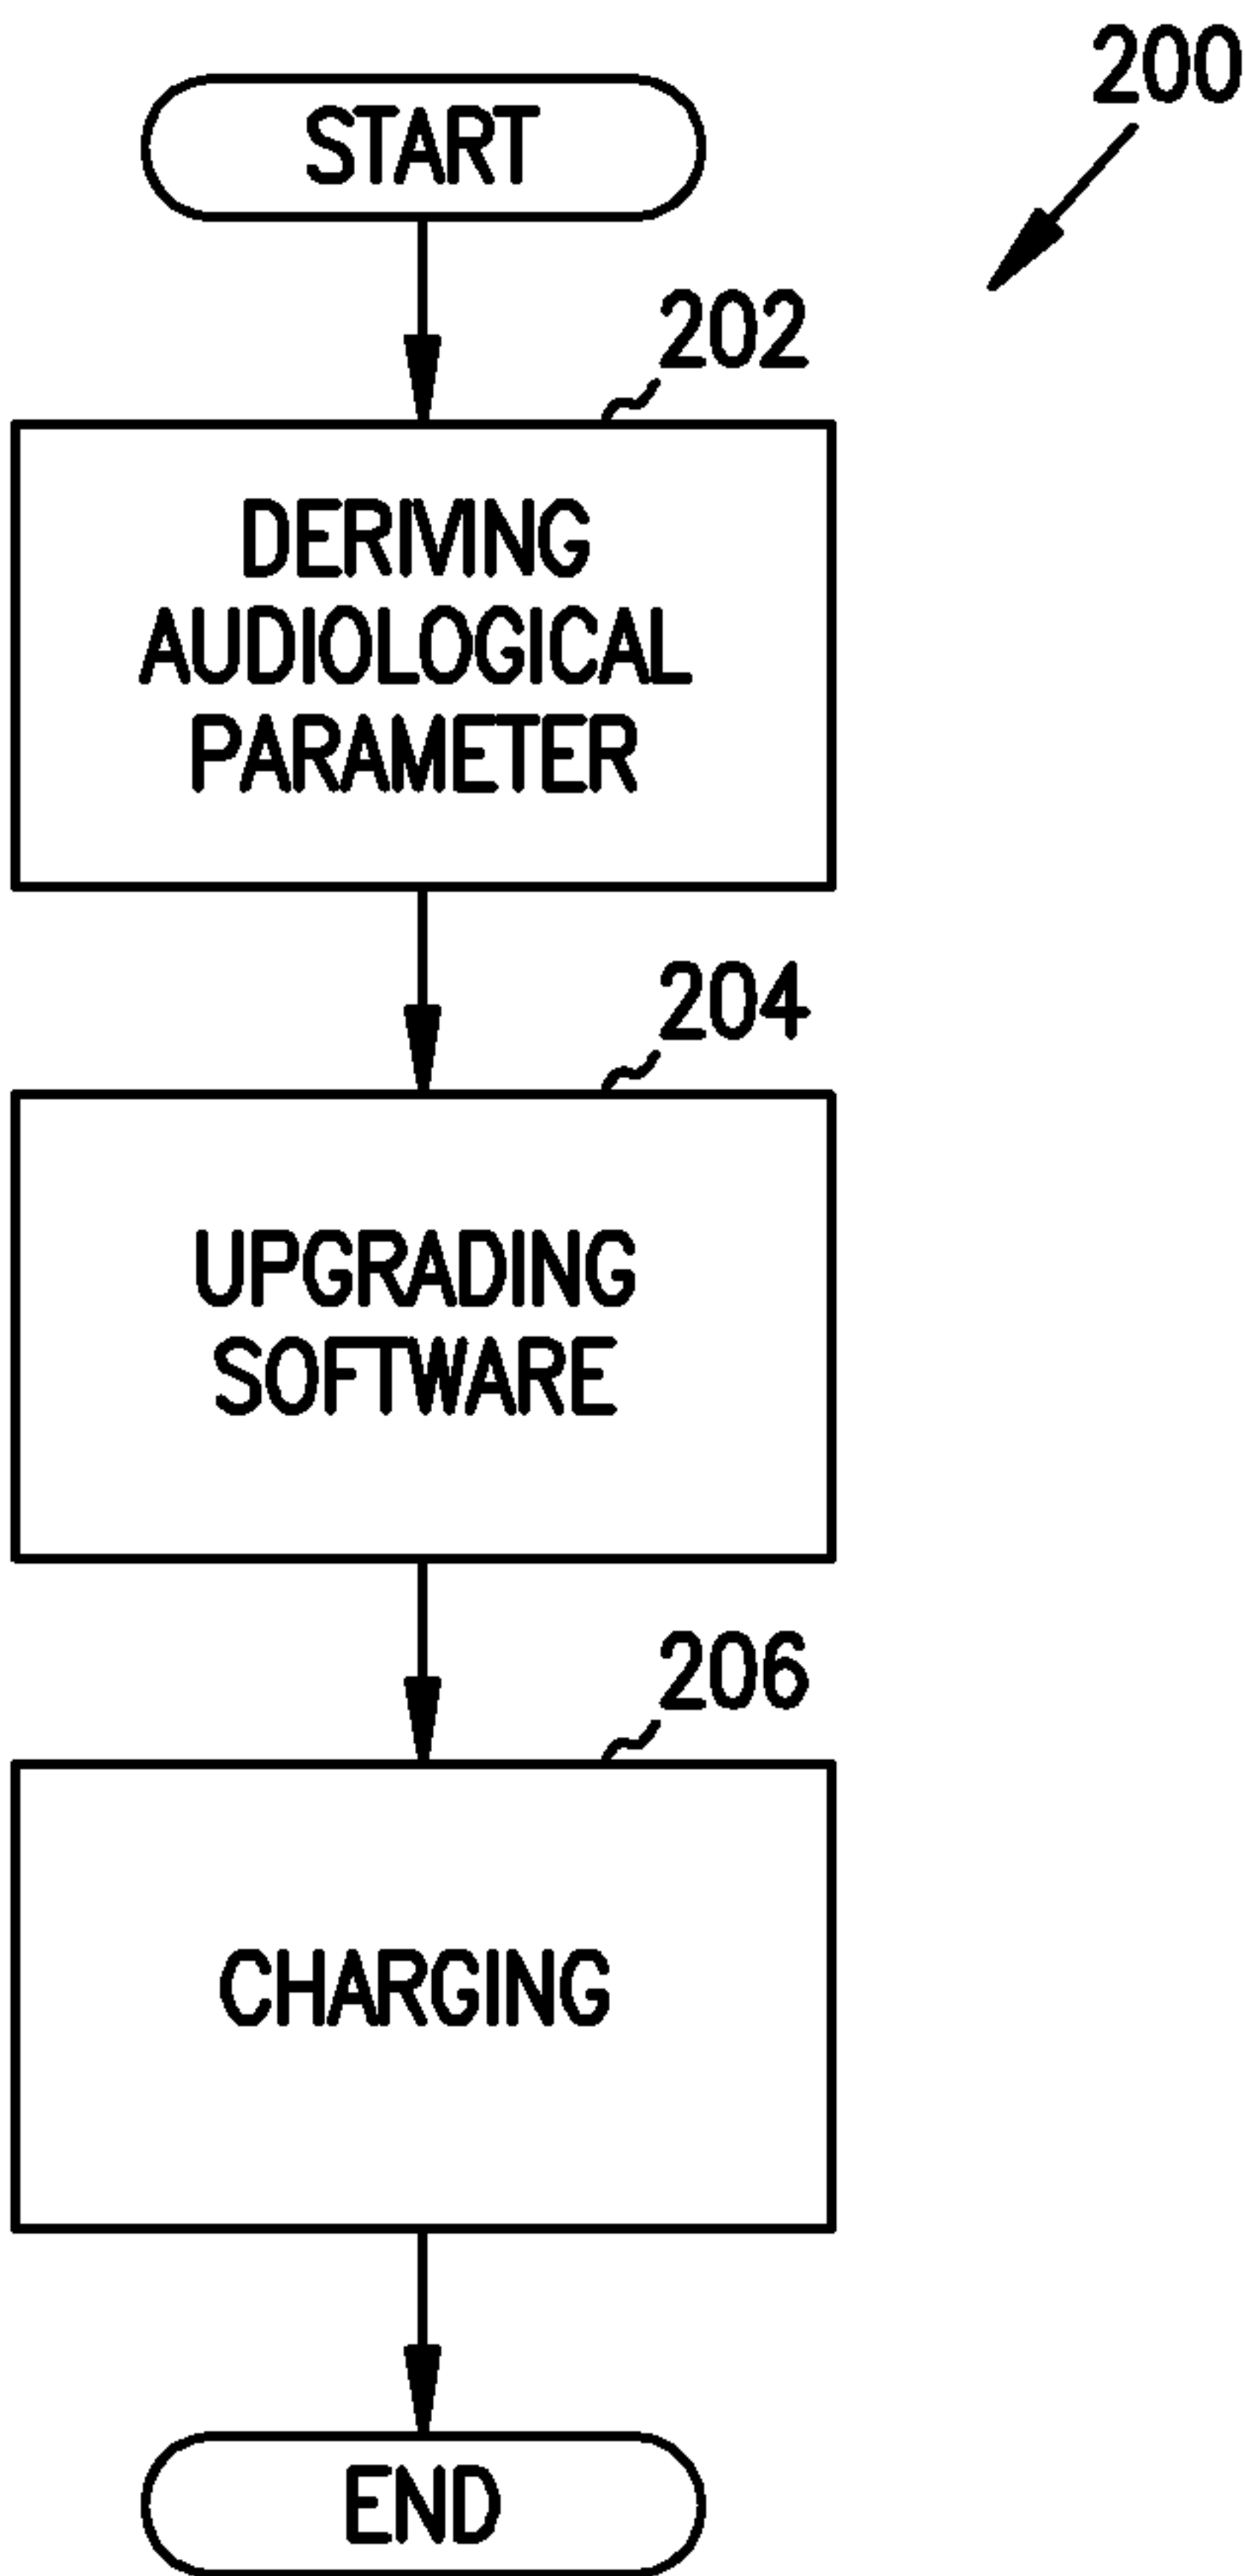 200
START
202
DERIVING
AUDIOLOGICAL
PARAMETER
204
UPGRADING
SOFTWARE
206
CHARGING
END